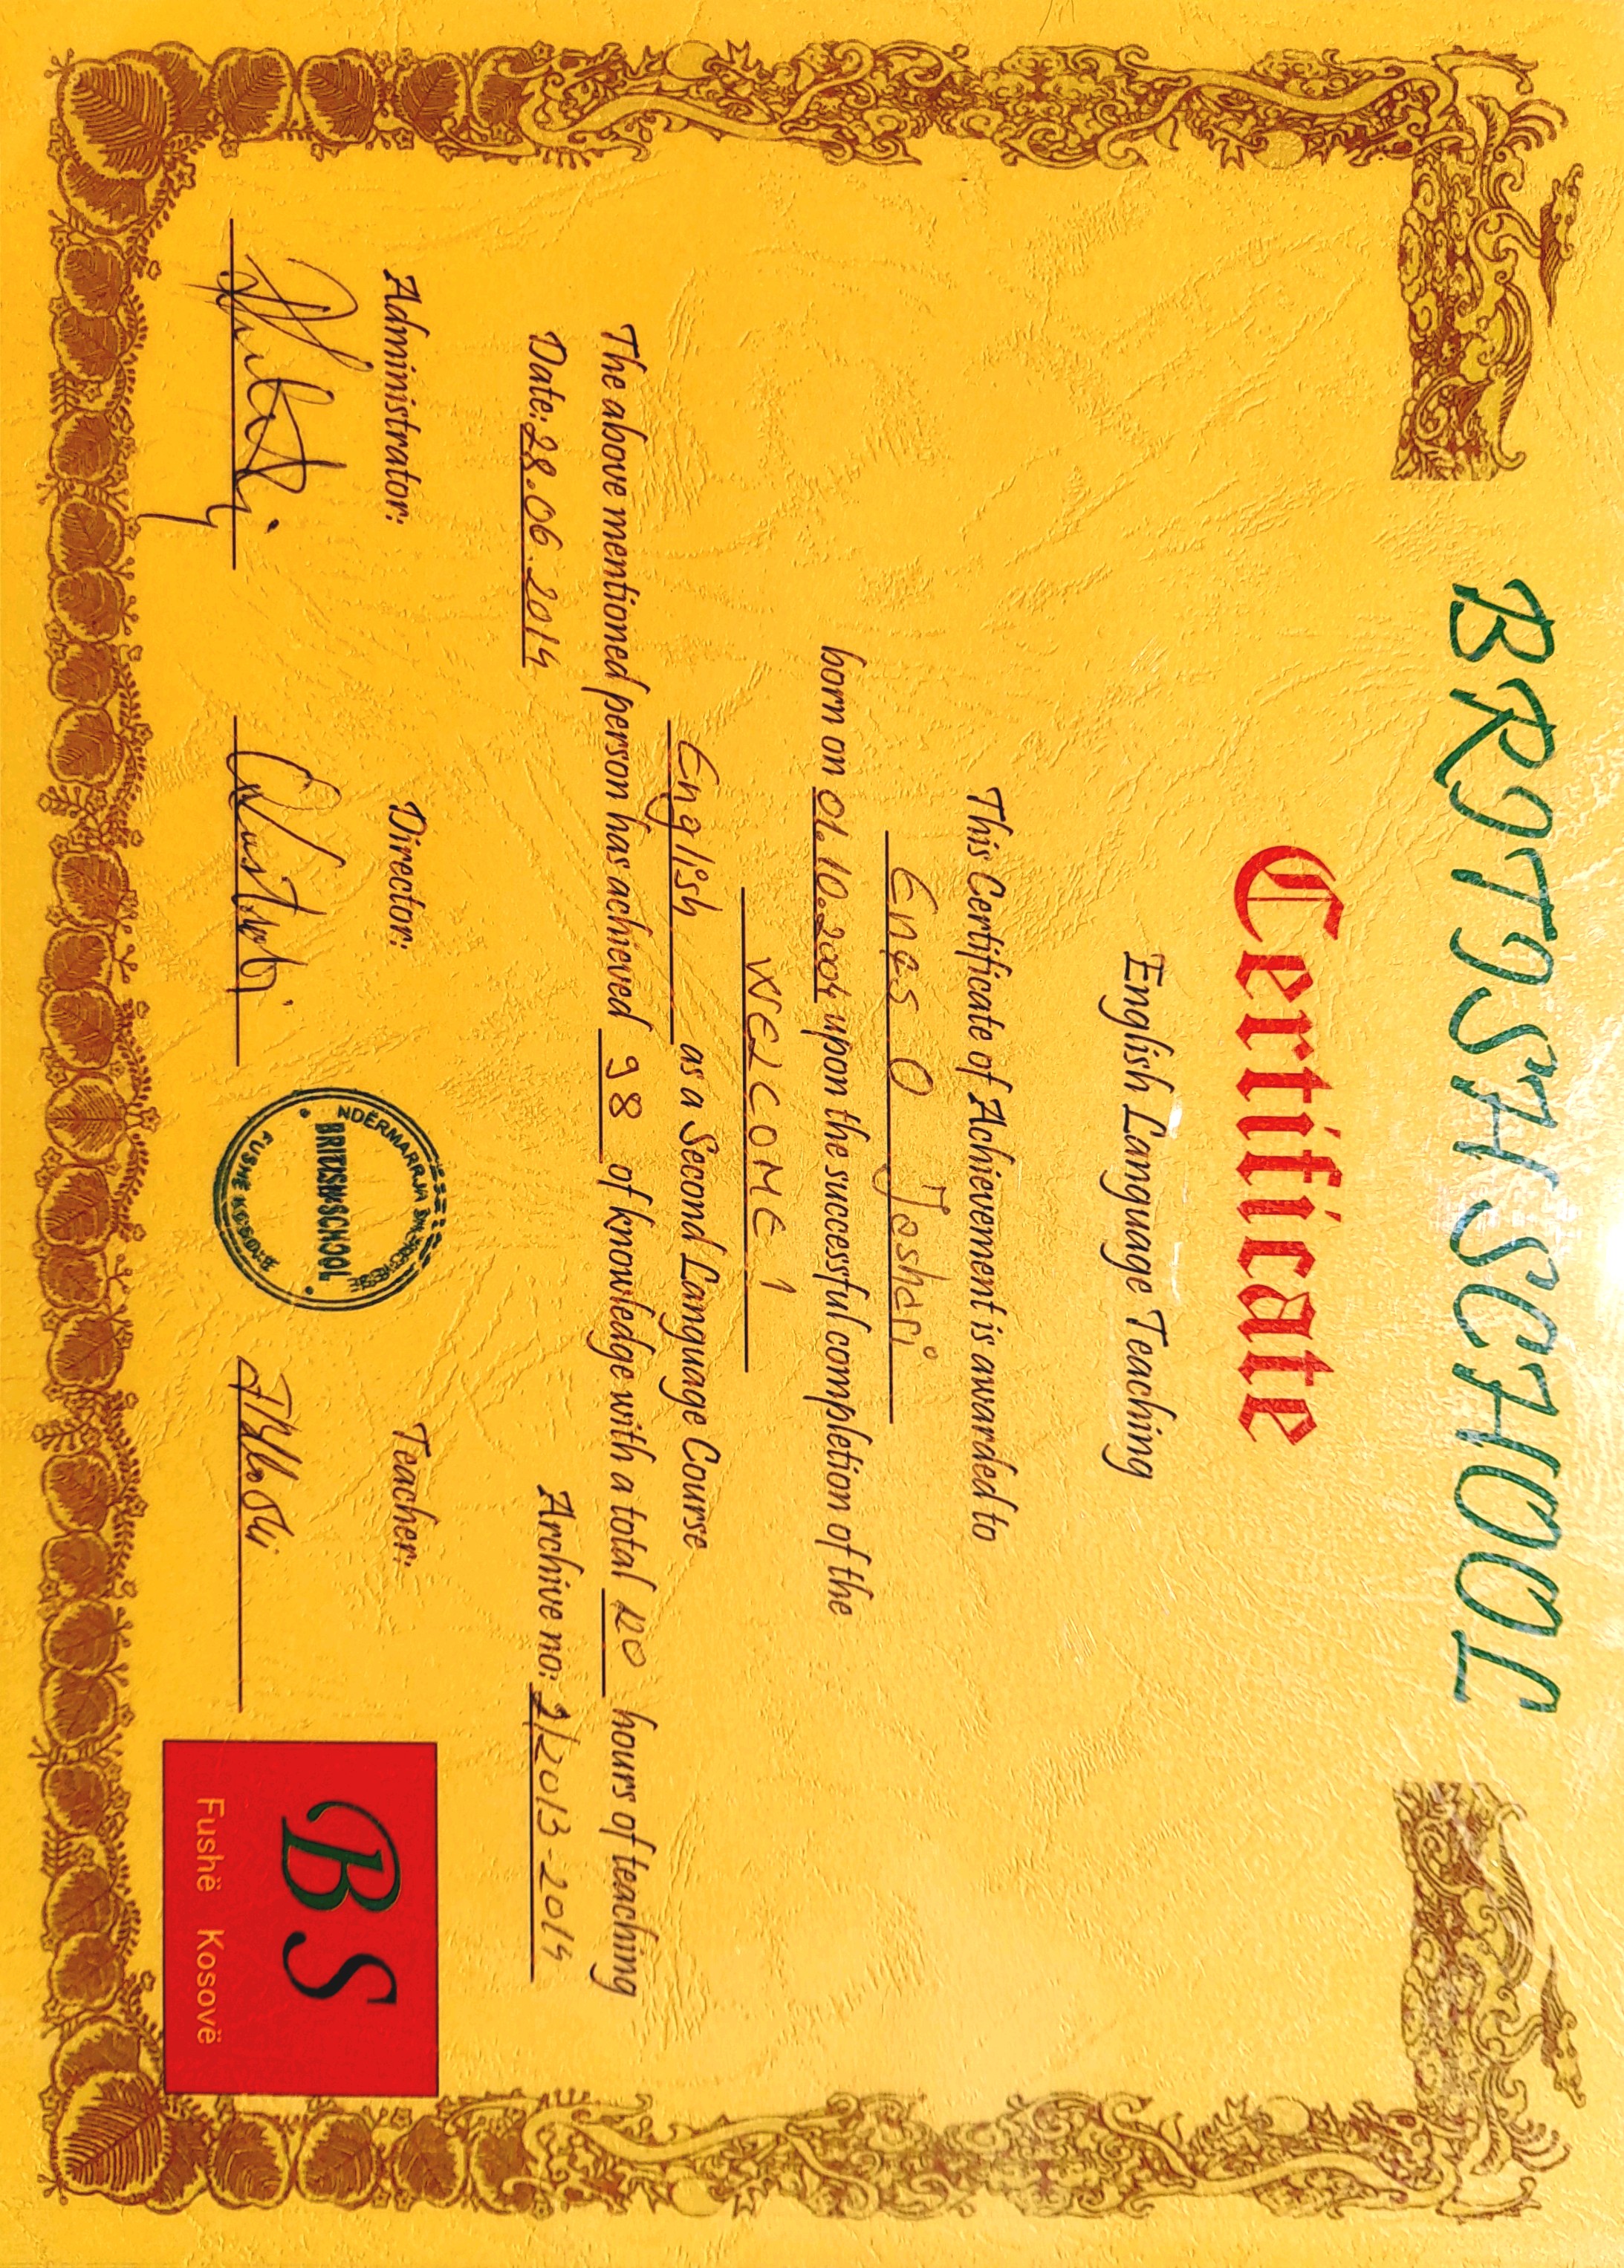 BRITISH SCHOOL
Certificate
English Language Teaching
This Certificate of Achievement is awarded to
Enes O Jashari
born on 01.10.2004 upon the successful completion of the
WELCOME 1
English as a Second Language Course
The above mentioned person has achieved 98 of knowledge with a total 120 hours of teaching
Date: 28.06.2014
Archive no: 2/2013-2014
Administrator:
Director:
Teacher:
NDËRMARRJA
BRITISH SCHOOL
FUSHË KOSOVË
BS
Fushë Kosovë